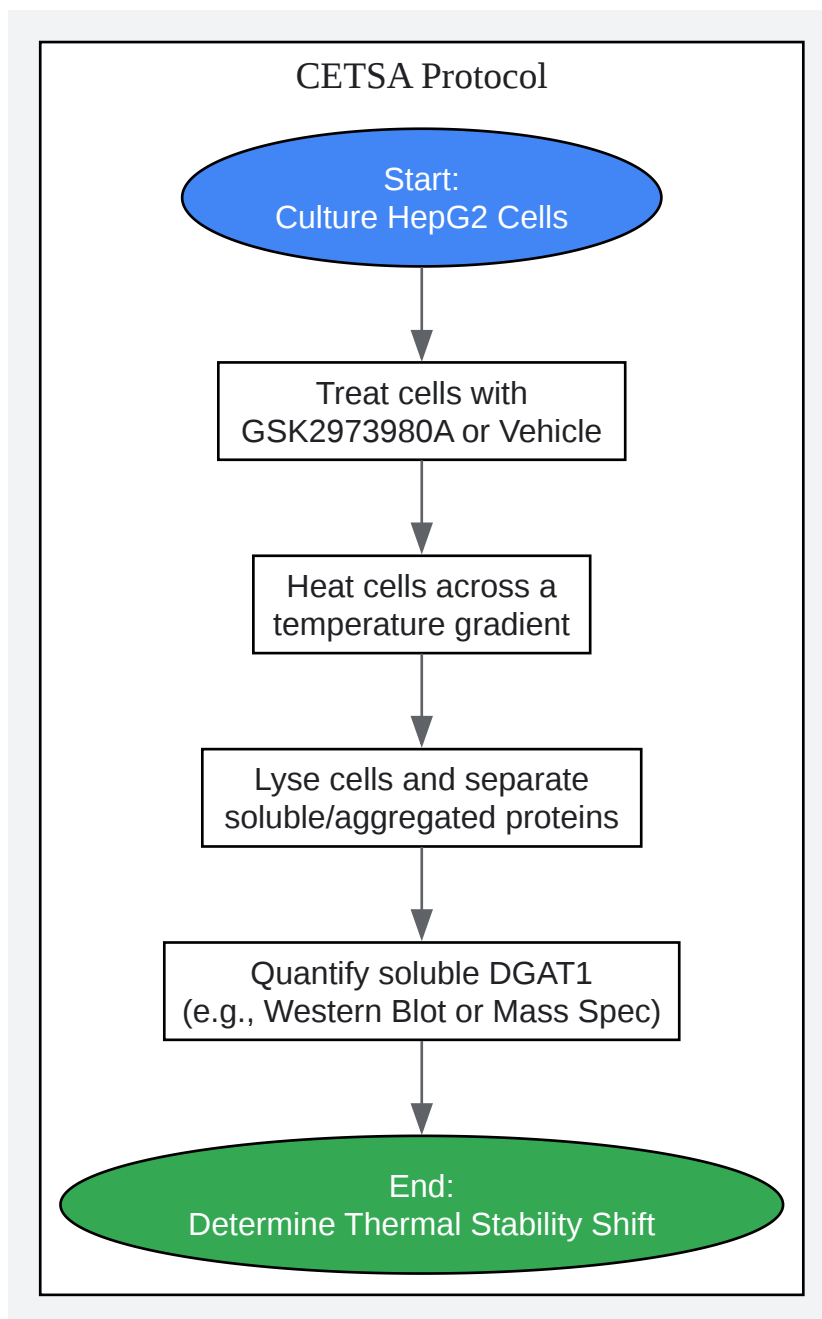 CETSA Protocol
Start:
Culture HepG2 Cells
Treat cells with
GSK2973980A or Vehicle
Heat cells across a
temperature gradient
Lyse cells and separate
soluble/aggregated proteins
Quantify soluble DGAT1
(e.g., Western Blot or Mass Spec)
End:
Determine Thermal Stability Shift